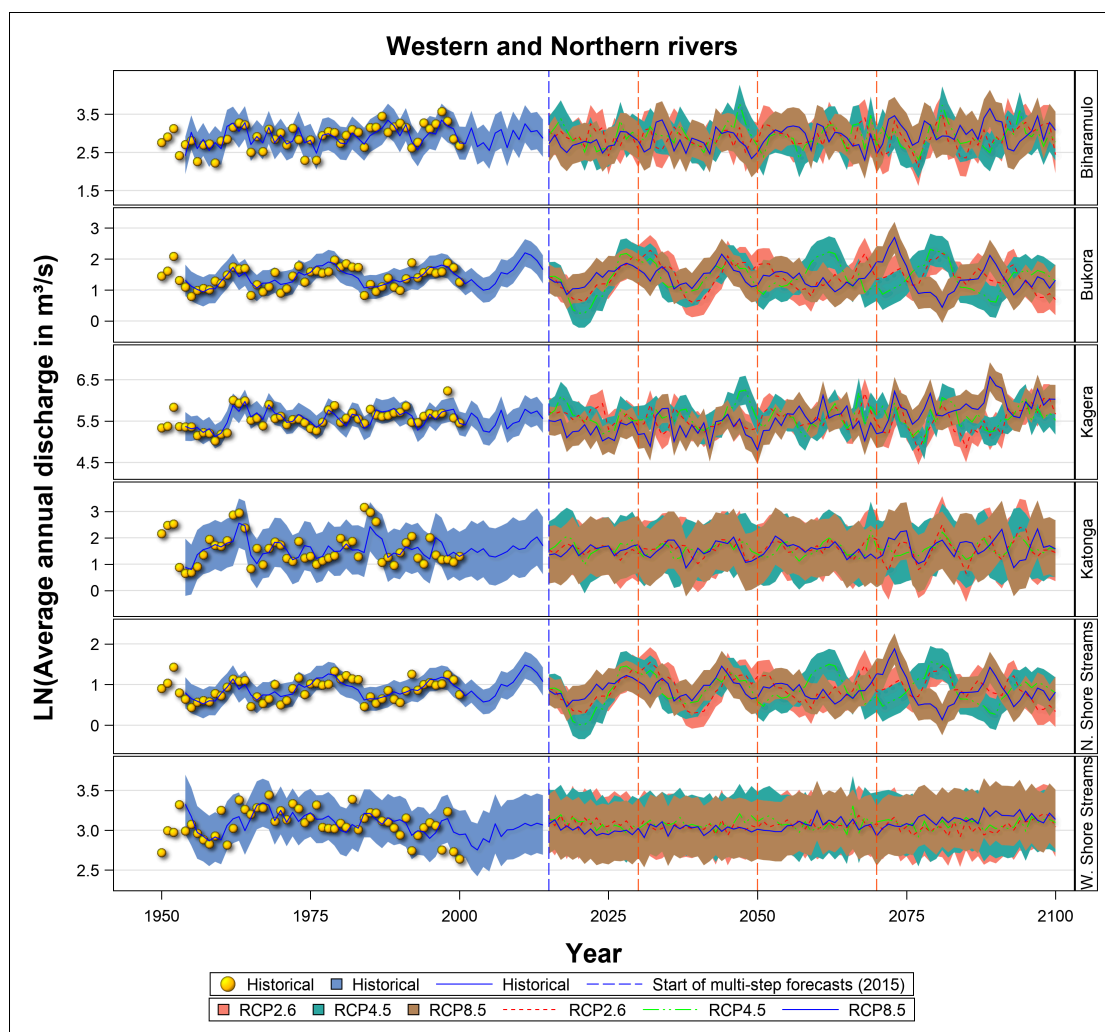 Western and Northern rivers
LN(Average annual discharge in m³/s)
3.5
2.5
1.5
Biharamulo
3
2
1
0
Bukora
6.5
5.5
4.5
Kagera
3
2
1
0
Katonga
2
1
0
N. Shore Streams
3.5
3.0
2.5
W. Shore Streams
1950 1975 2000 2025 2050 2075 2100
Year
Historical Historical Historical Start of multi-step forecasts (2015)
RCP2.6 RCP4.5 RCP8.5 RCP2.6 RCP4.5 RCP8.5